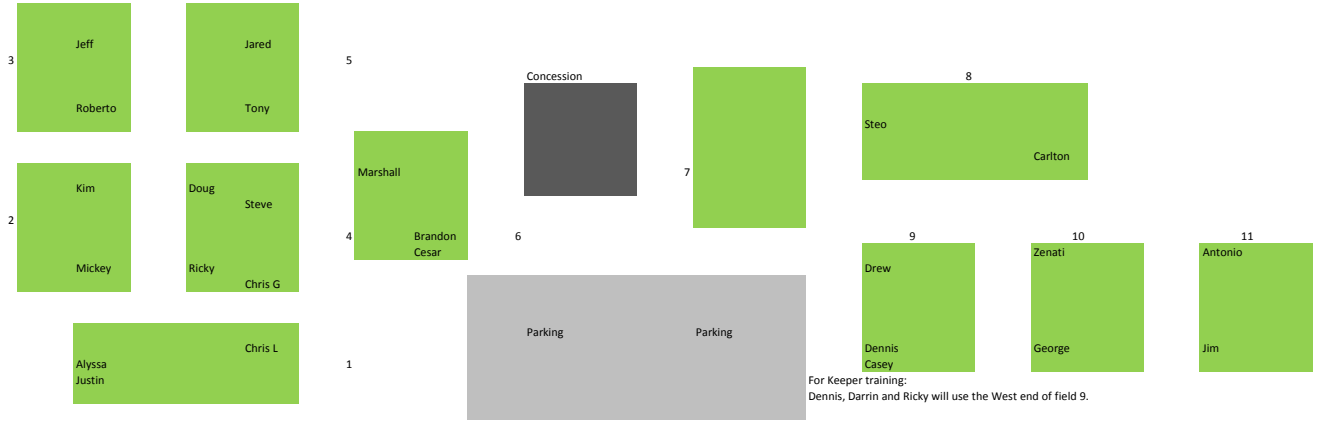 Jeff Jared
3 5
Concession 8
Roberto Tony
Steo
Carlton
Marshall 7
Kim Doug
Steve
2
4 Brandon 6 9 10 11
Cesar Zenati Antonio
Mickey Ricky Drew
Chris G
Parking Parking
Chris L Dennis George Jim
Alyssa 1 Casey
Justin For Keeper training:
Dennis, Darrin and Ricky will use the West end of field 9.